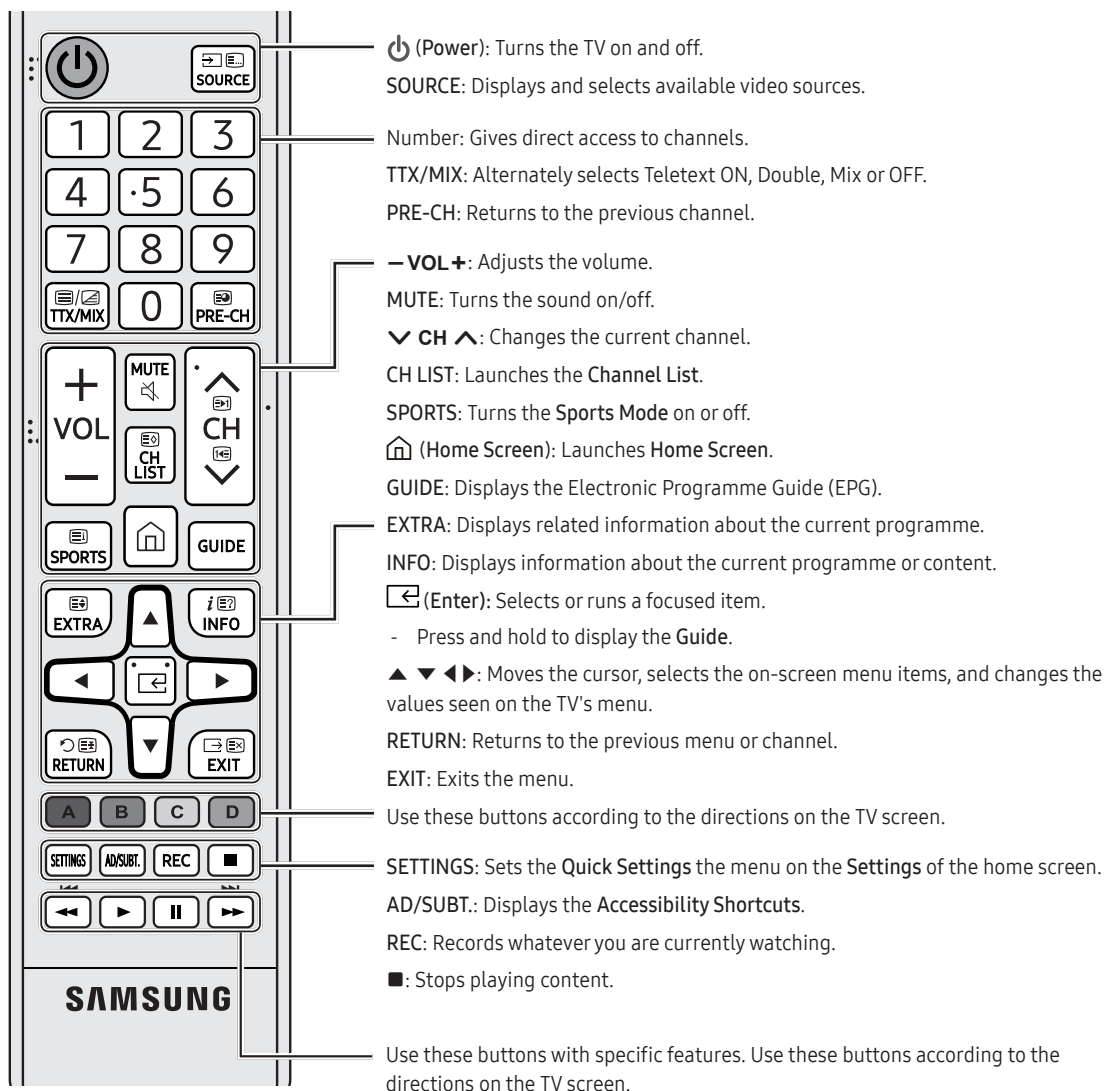 SOURCE
1 2 3
4 ·5 6
7 8 9
TTX/MIX 0 PRE-CH
+ VOL − MUTE CH LIST CH
SPORTS GUIDE
EXTRA i INFO
RETURN EXIT
A B C D
SETTINGS AD/SUBT. REC
SAMSUNG
(Power): Turns the TV on and off.
SOURCE: Displays and selects available video sources.
Number: Gives direct access to channels.
TTX/MIX: Alternately selects Teletext ON, Double, Mix or OFF.
PRE-CH: Returns to the previous channel.
− VOL +: Adjusts the volume.
MUTE: Turns the sound on/off.
CH : Changes the current channel.
CH LIST: Launches the Channel List.
SPORTS: Turns the Sports Mode on or off.
(Home Screen): Launches Home Screen.
GUIDE: Displays the Electronic Programme Guide (EPG).
EXTRA: Displays related information about the current programme.
INFO: Displays information about the current programme or content.
(Enter): Selects or runs a focused item.
- Press and hold to display the Guide.
▲ ▼ ◀ ▶: Moves the cursor, selects the on-screen menu items, and changes the
values seen on the TV's menu.
RETURN: Returns to the previous menu or channel.
EXIT: Exits the menu.
Use these buttons according to the directions on the TV screen.
SETTINGS: Sets the Quick Settings the menu on the Settings of the home screen.
AD/SUBT.: Displays the Accessibility Shortcuts.
REC: Records whatever you are currently watching.
■: Stops playing content.
Use these buttons with specific features. Use these buttons according to the
directions on the TV screen.